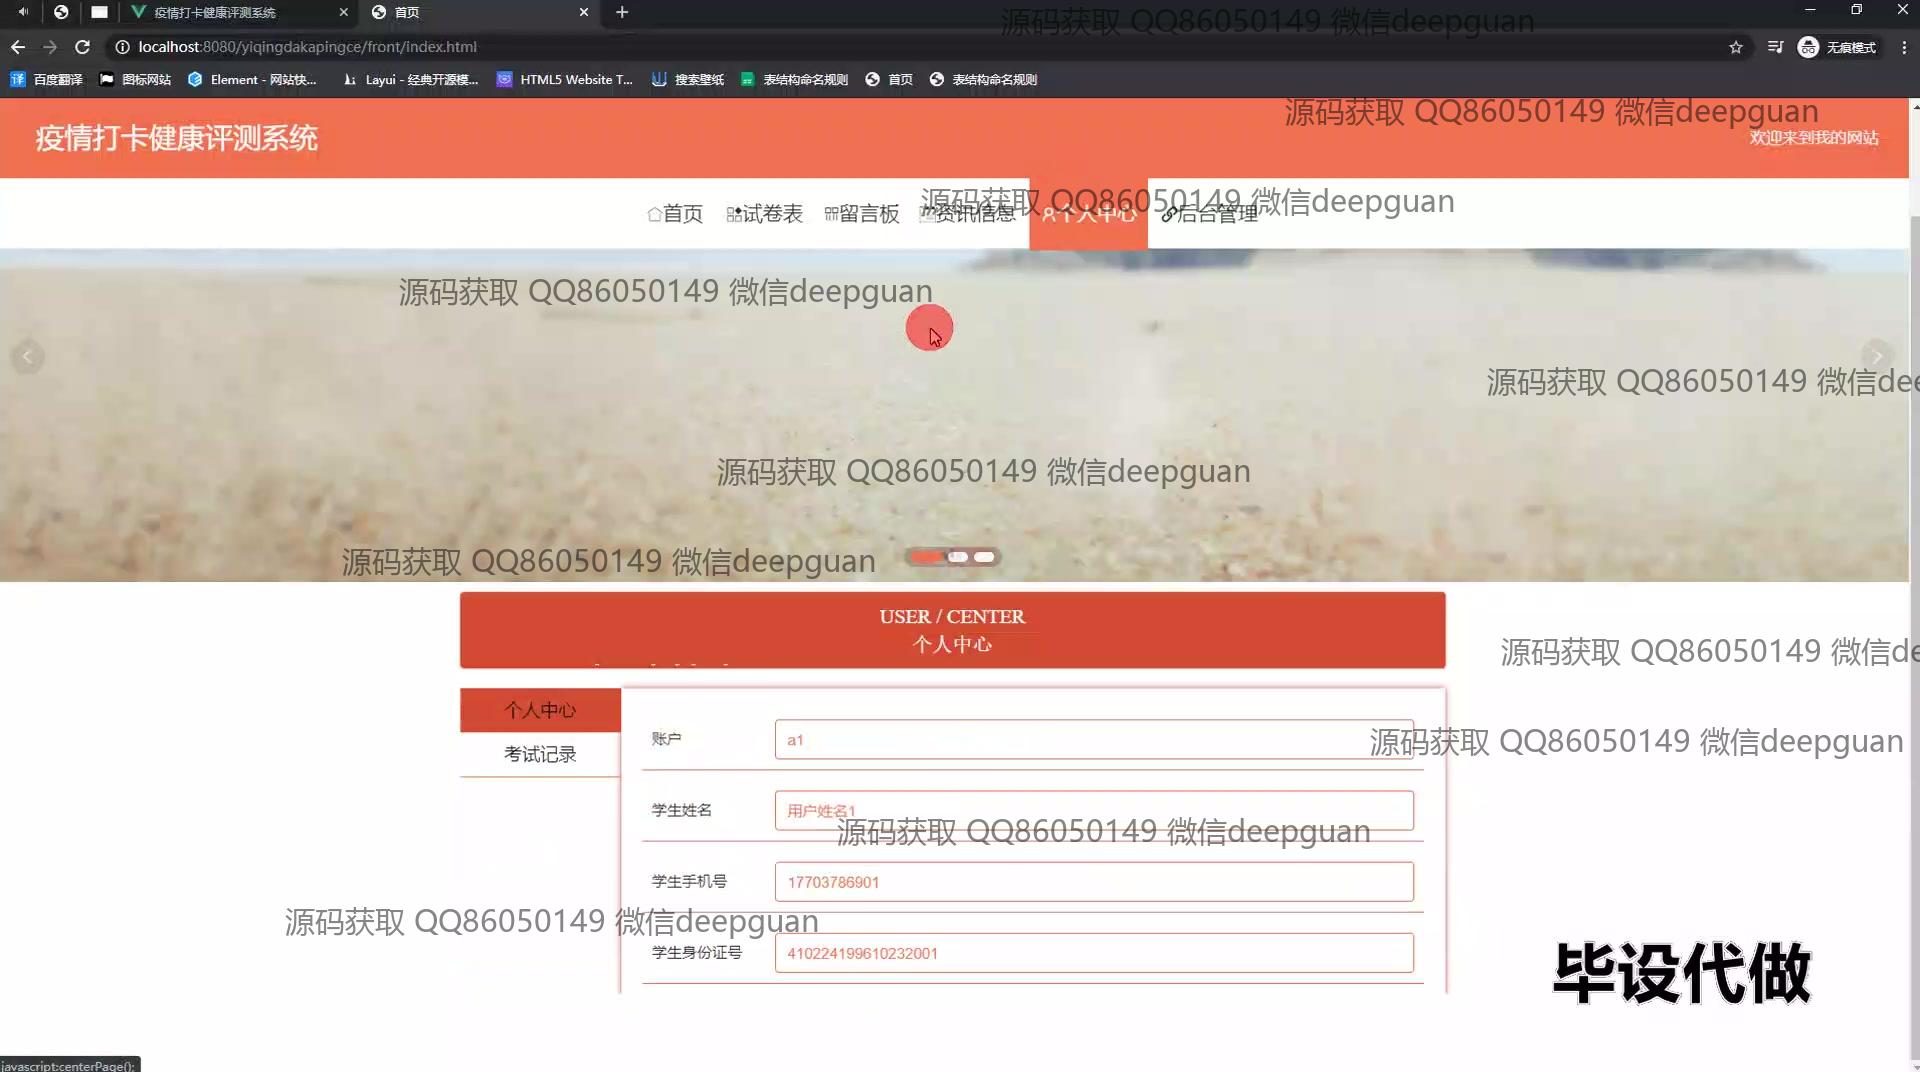 疫情打卡健康评测系统
首页
localhost:8080/yiqingdakapingce/front/index.html
无痕模式
百度翻译
图标网站
Element - 网站快...
Layui - 经典开源模...
HTML5 Website T...
搜索壁纸
表结构命名规则
首页
表结构命名规则
源码获取 QQ86050149 微信deepguan
源码获取 QQ86050149 微信deepguan
疫情打卡健康评测系统
欢迎来到我的网站
源码获取 QQ86050149 微信deepguan
首页
试卷表
留言板
资讯信息
个人中心
后台管理
源码获取 QQ86050149 微信deepguan
源码获取 QQ86050149 微信dee
源码获取 QQ86050149 微信deepguan
源码获取 QQ86050149 微信deepguan
USER / CENTER
个人中心
源码获取 QQ86050149 微信de
个人中心
考试记录
账户
a1
源码获取 QQ86050149 微信deepguan
学生姓名
用户姓名1
源码获取 QQ86050149 微信deepguan
学生手机号
17703786901
源码获取 QQ86050149 微信deepguan
学生身份证号
410224199610232001
毕设代做
javascript:centerPage();